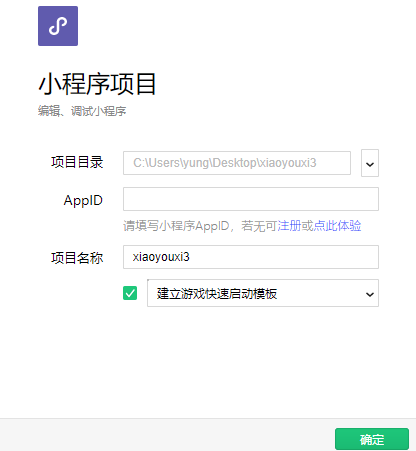 小程序项目
编辑、调试小程序
项目目录 C:\Users\yung\Desktop\xiaoyouxi3
AppID
请填写小程序AppID，若无可注册或点此体验
项目名称 xiaoyouxi3
建立游戏快速启动模板
确定